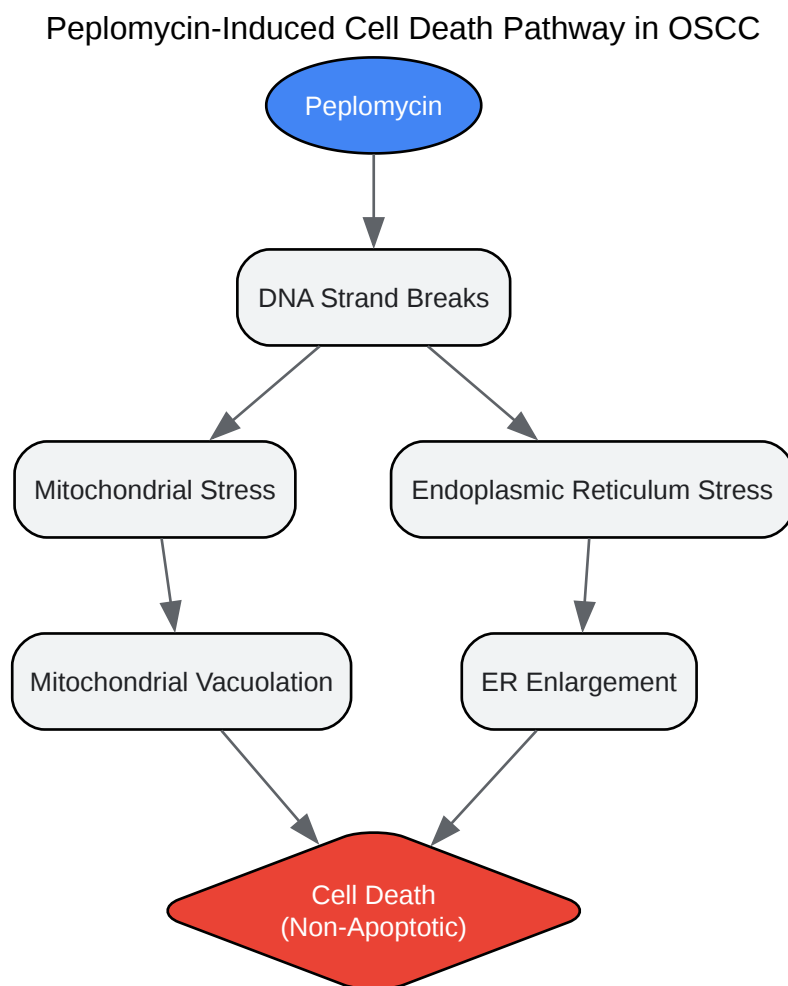 Peplomycin-Induced Cell Death Pathway in OSCC
Peplomycin
DNA Strand Breaks
Mitochondrial Stress
Endoplasmic Reticulum Stress
Mitochondrial Vacuolation
ER Enlargement
Cell Death
(Non-Apoptotic)